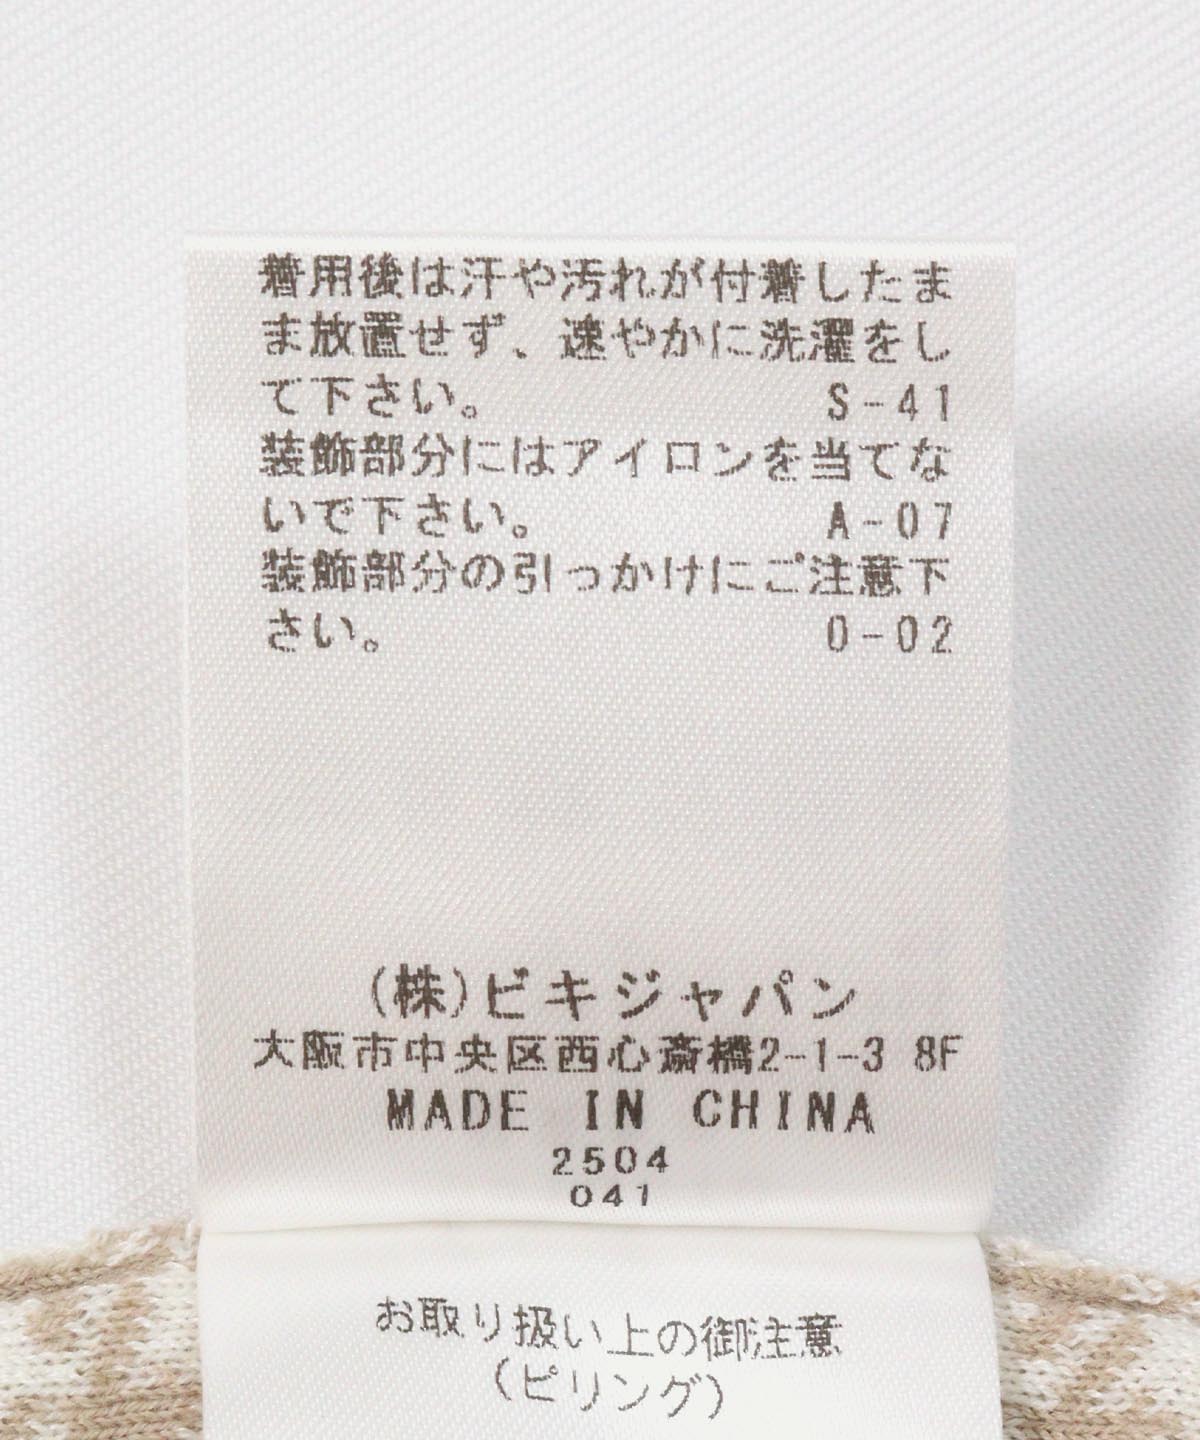 着用後は汗や汚れが付着したま
ま放置せず、速やかに洗濯をし
て下さい。 S-41
装飾部分にはアイロンを当てな
いで下さい。 A-07
装飾部分の引っかけにご注意下
さい。 O-02
(株)ビキジャパン
大阪市中央区西心斎橋2-1-3 8F
MADE IN CHINA
2504
041
お取り扱い上の御注意
(ピリング)